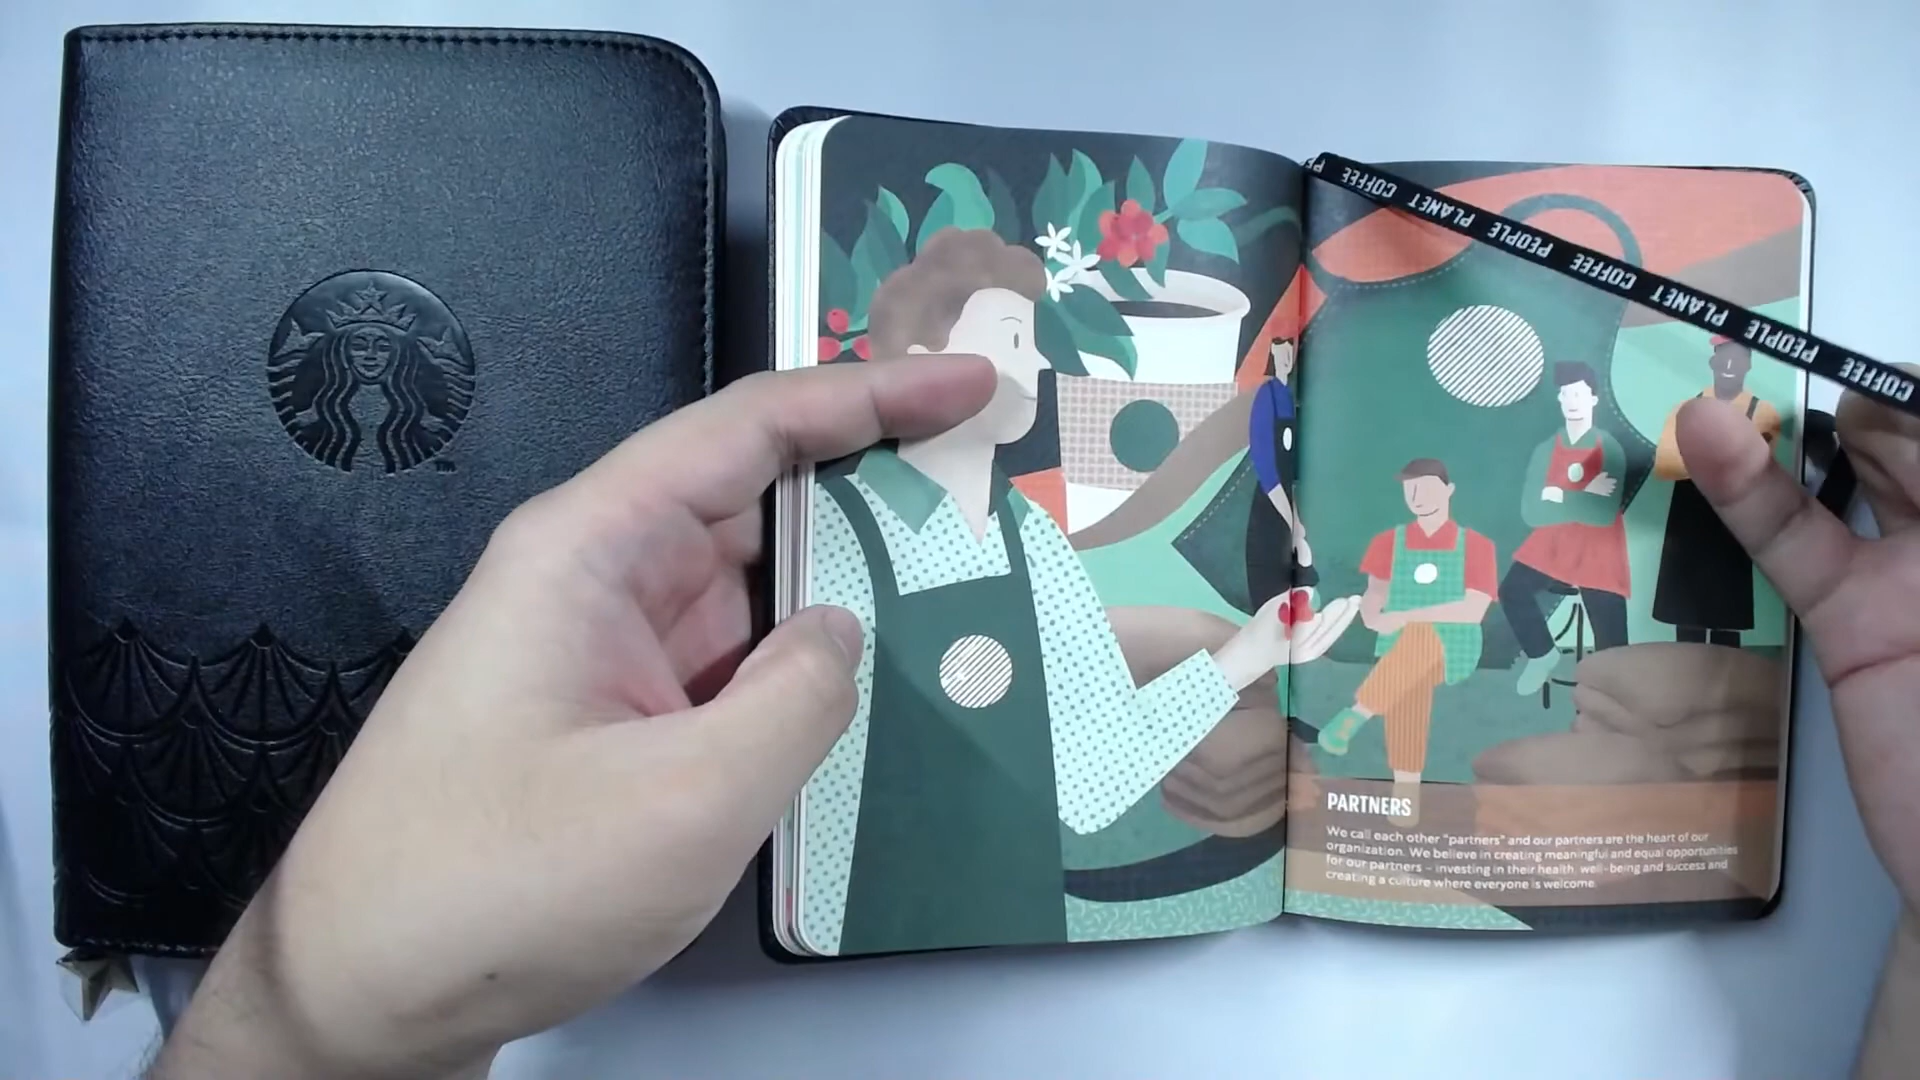 TM
COFFEE PLANET PEOPLE COFFEE PLANET PEOPLE COFFEE
PARTNERS
We call each other "partners" and our partners are the heart of our
organization. We believe in creating meaningful and equal opportunities
for our partners – investing in their health, well-being and success and
creating a culture where everyone is welcome.